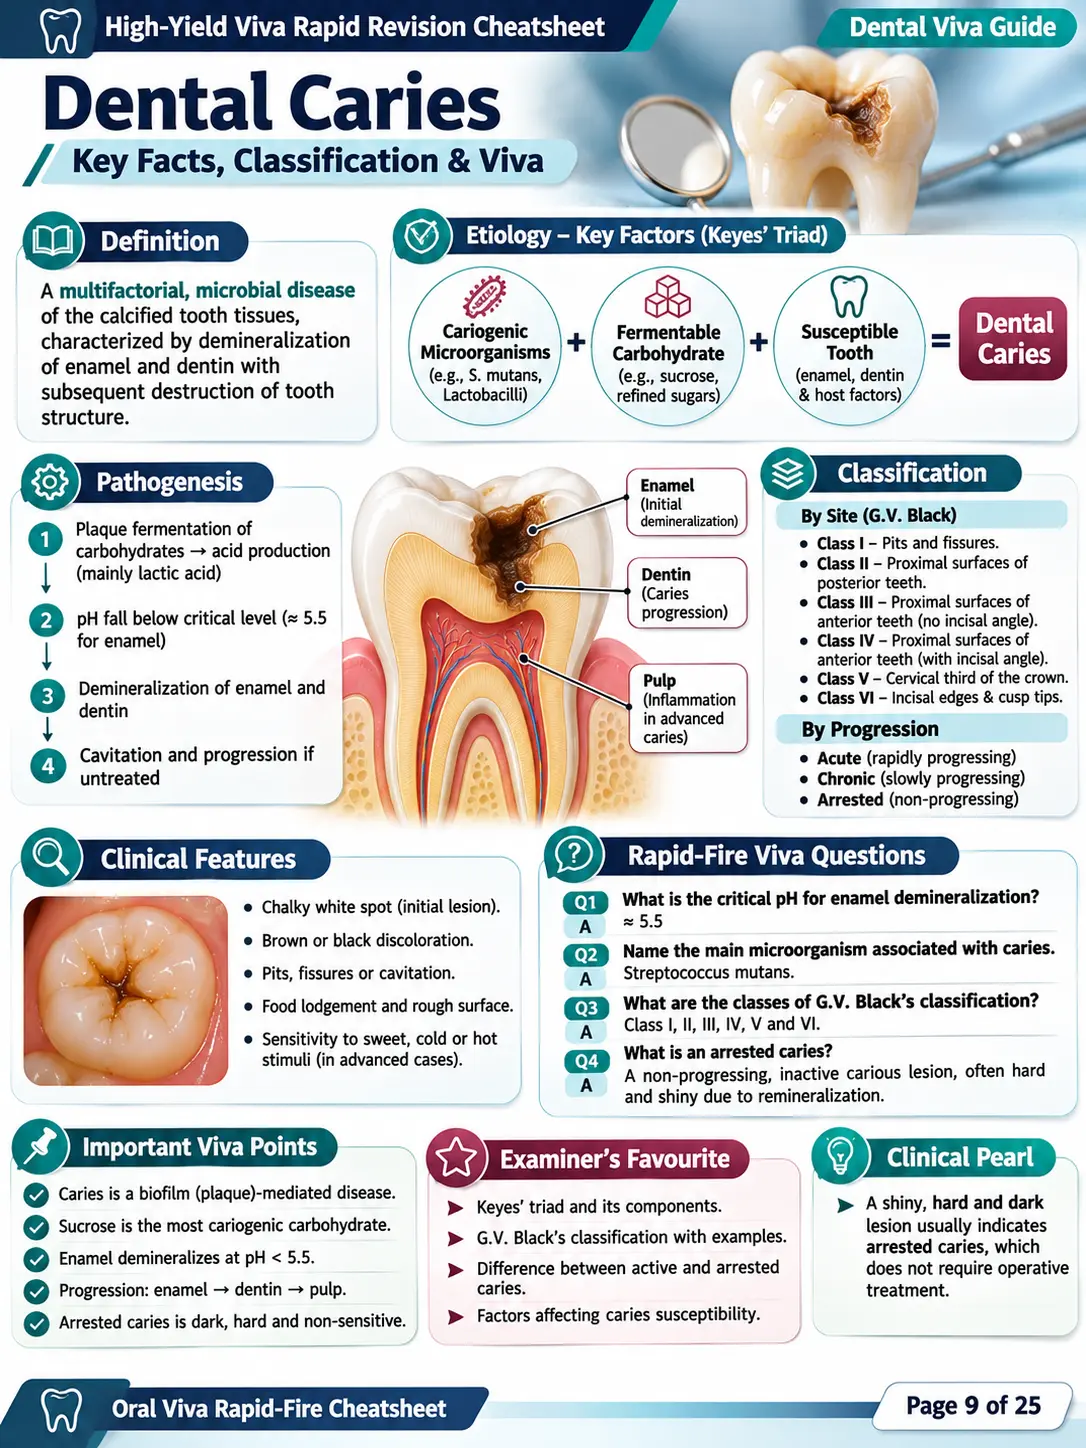 High-Yield Viva Rapid Revision Cheatsheet
Dental Viva Guide
Dental Caries
Key Facts, Classification & Viva
Definition
A multifactorial, microbial disease
of the calcified tooth tissues,
characterized by demineralization
of enamel and dentin with
subsequent destruction of tooth
structure.
Etiology – Key Factors (Keyes' Triad)
Cariogenic
Microorganisms
(e.g., S. mutans,
Lactobacilli)
+
Fermentable
Carbohydrate
(e.g., sucrose,
refined sugars)
+
Susceptible
Tooth
(enamel, dentin
& host factors)
=
Dental
Caries
Pathogenesis
1
Plaque fermentation of
carbohydrates → acid production
(mainly lactic acid)
2
pH fall below critical level (≈ 5.5
for enamel)
3
Demineralization of enamel and
dentin
4
Cavitation and progression if
untreated
Enamel
(Initial
demineralization)
Dentin
(Caries
progression)
Pulp
(Inflammation
in advanced
caries)
Classification
By Site (G.V. Black)
• Class I – Pits and fissures.
• Class II – Proximal surfaces of
posterior teeth.
• Class III – Proximal surfaces of
anterior teeth (no incisal angle).
• Class IV – Proximal surfaces of
anterior teeth (with incisal angle).
• Class V – Cervical third of the crown.
• Class VI – Incisal edges & cusp tips.
By Progression
• Acute (rapidly progressing)
• Chronic (slowly progressing)
• Arrested (non-progressing)
Clinical Features
• Chalky white spot (initial lesion).
• Brown or black discoloration.
• Pits, fissures or cavitation.
• Food lodgement and rough surface.
• Sensitivity to sweet, cold or hot
stimuli (in advanced cases).
Rapid-Fire Viva Questions
Q1 What is the critical pH for enamel demineralization?
A ≈ 5.5
Q2 Name the main microorganism associated with caries.
A Streptococcus mutans.
Q3 What are the classes of G.V. Black's classification?
A Class I, II, III, IV, V and VI.
Q4 What is an arrested caries?
A A non-progressing, inactive carious lesion, often hard
and shiny due to remineralization.
Important Viva Points
Caries is a biofilm (plaque)-mediated disease.
Sucrose is the most cariogenic carbohydrate.
Enamel demineralizes at pH < 5.5.
Progression: enamel → dentin → pulp.
Arrested caries is dark, hard and non-sensitive.
Examiner's Favourite
Keyes' triad and its components.
G.V. Black's classification with examples.
Difference between active and arrested
caries.
Factors affecting caries susceptibility.
Clinical Pearl
A shiny, hard and dark
lesion usually indicates
arrested caries, which
does not require operative
treatment.
Oral Viva Rapid-Fire Cheatsheet
Page 9 of 25